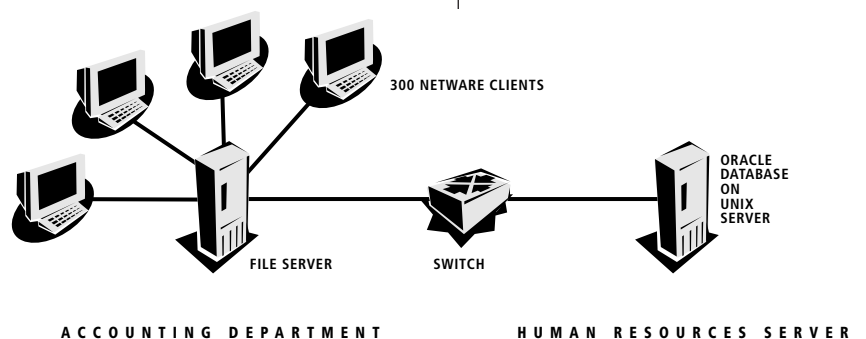 300 NETWARE CLIENTS
ORACLE
DATABASE
ON
UNIX
SERVER
FILE SERVER
SWITCH
ACCOUNTING DEPARTMENT
HUMAN RESOURCES SERVER